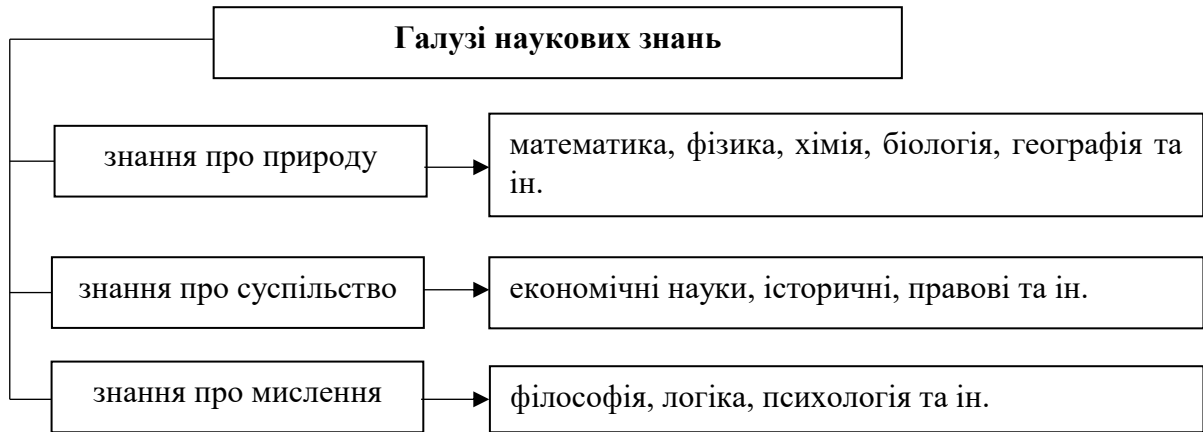 Галузі наукових знань
знання про природу
математика, фізика, хімія, біологія, географія та
ін.
знання про суспільство
економічні науки, історичні, правові та ін.
знання про мислення
філософія, логіка, психологія та ін.